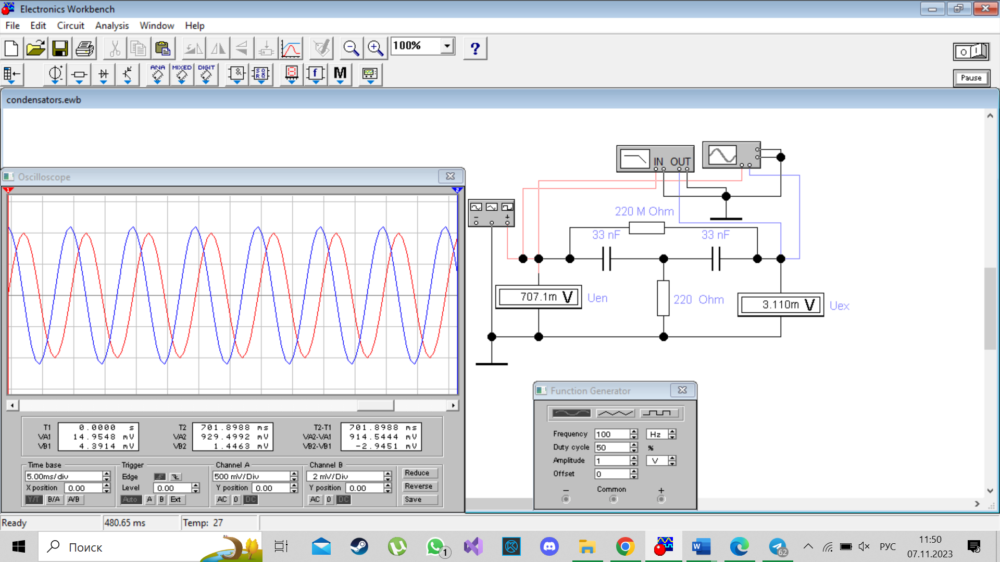 Electronics Workbench
File Edit Circuit Analysis Window Help
100%
?
ANA MIXED DIGIT
f M
Pause
condensators.ewb
Oscilloscope
1 2
IN OUT
220 M Ohm
33 nF 33 nF
707.1m V Uen
220 Ohm
3.110m V Uex
T1 0.0000 s
VA1 14.9548 mV
VB1 4.3914 mV
T2 701.8988 ms
VA2 929.4992 mV
VB2 1.4463 mV
T2-T1 701.8988 ms
VA2-VA1 914.5444 mV
VB2-VB1 -2.9451 mV
Time base
5.00ms/div
X position 0.00
Y/T B/A A/B
Trigger
Edge
Level 0.00
Auto A B Ext
Channel A
500 mV/Div
Y position 0.00
AC 0 DC
Channel B
2 mV/Div
Y position 0.00
AC 0 DC
Reduce
Reverse
Save
Function Generator
Frequency 100 Hz
Duty cycle 50 %
Amplitude 1 V
Offset 0
− Common +
Ready 480.65 ms Temp: 27
Поиск
1
62
РУС
11:50
07.11.2023